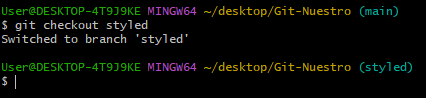 User@DESKTOP-4T9J9KE MINGW64 ~/desktop/Git-Nuestro (main)
$ git checkout styled
Switched to branch 'styled'
User@DESKTOP-4T9J9KE MINGW64 ~/desktop/Git-Nuestro (styled)
$